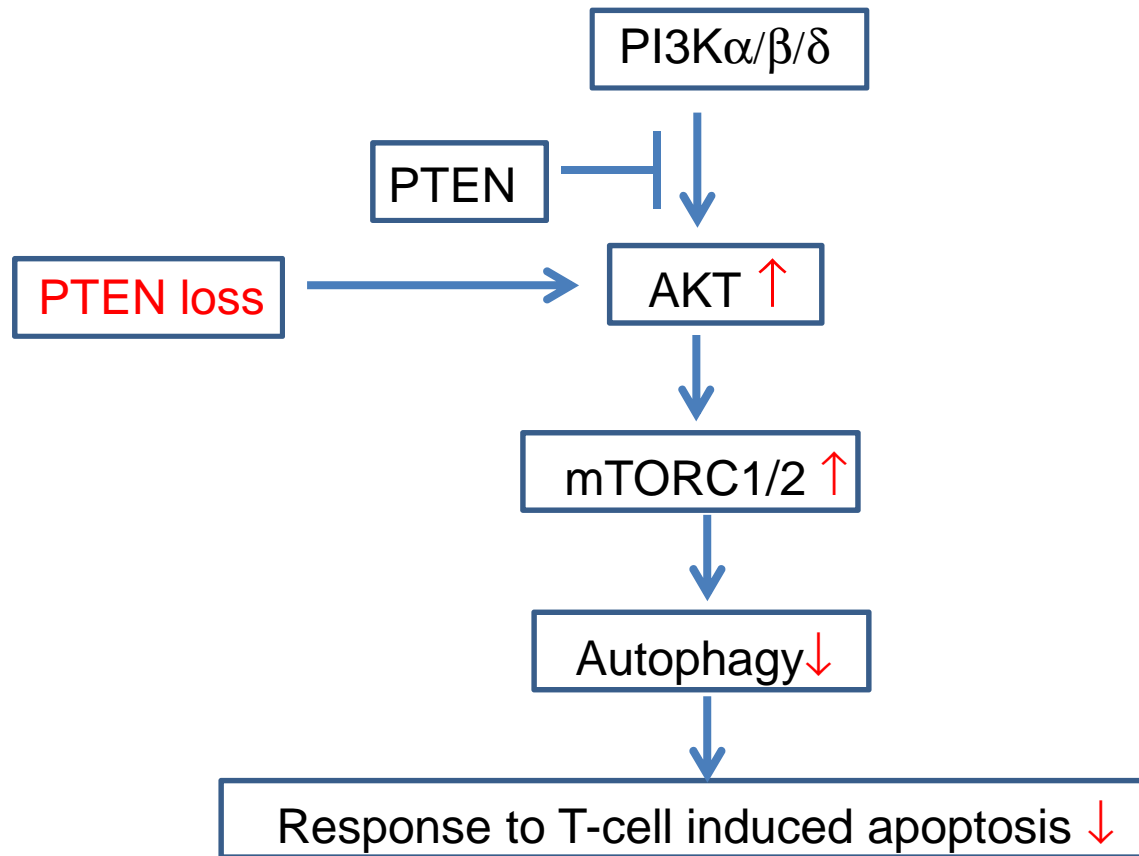 PI3Kα/β/δ
PTEN
PTEN loss
AKT ↑
mTORC1/2 ↑
Autophagy↓
Response to T-cell induced apoptosis ↓